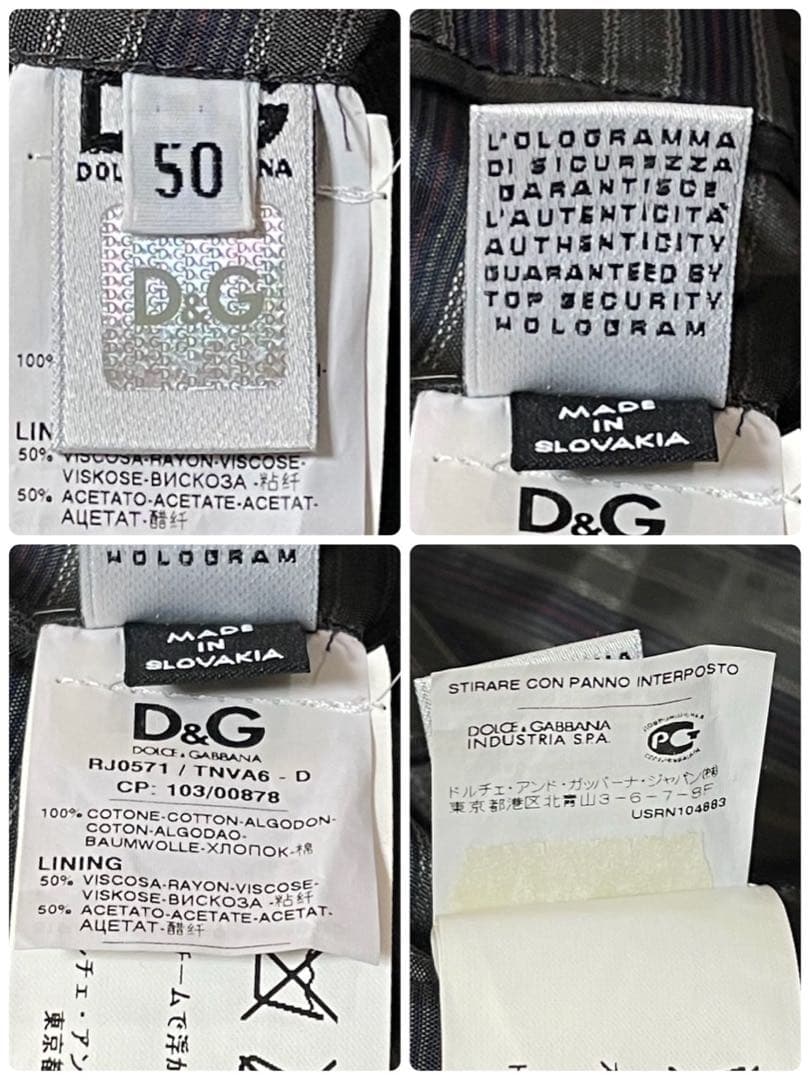 50
D&G
100%
LIN
50% VISCOSA-RAYON-VISCOSE-
VISKOSE-ВИСКОЗА-粘纤
50% ACETATO-ACETATE-ACETAT-
АЦЕТАТ-醋纤
L'OLOGRAMMA
DI SICUREZZA
GARANTISCE
L'AUTENTICITÀ
AUTHENTICITY
GUARANTEED BY
TOP SECURITY
HOLOGRAM
MADE
IN
SLOVAKIA
D&G
HOLOGRAM
MADE
IN
SLOVAKIA
D&G
DOLCE & GABBANA
RJ0571 / TNVA6 - D
CP: 103/00878
100% COTONE-COTTON-ALGODON-
COTON-ALGODAO-
BAUMWOLLE-ХЛОПОК-棉
LINING
50% VISCOSA-RAYON-VISCOSE-
VISKOSE-ВИСКОЗА-粘纤
50% ACETATO-ACETATE-ACETAT-
АЦЕТАТ-醋纤
STIRARE CON PANNO INTERPOSTO
DOLCE & GABBANA
INDUSTRIA S.P.A.
ドルチェ・アンド・ガッバーナ・ジャパン(株)
東京都港区北青山3-6-7-8F
USRN104883